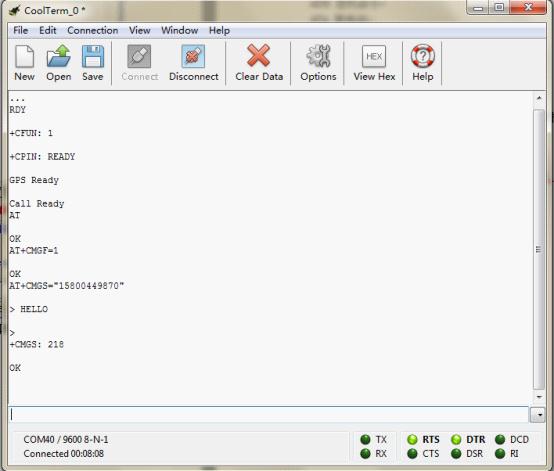 CoolTerm_0 *
File Edit Connection View Window Help
New Open Save Connect Disconnect Clear Data Options HEX View Hex Help
...
RDY
+CFUN: 1
+CPIN: READY
GPS Ready
Call Ready
AT
OK
AT+CMGF=1
OK
AT+CMGS="15800449870"
> HELLO
>
+CMGS: 218
OK
COM40 / 9600 8-N-1
Connected 00:08:08
TX RTS DTR DCD
RX CTS DSR RI